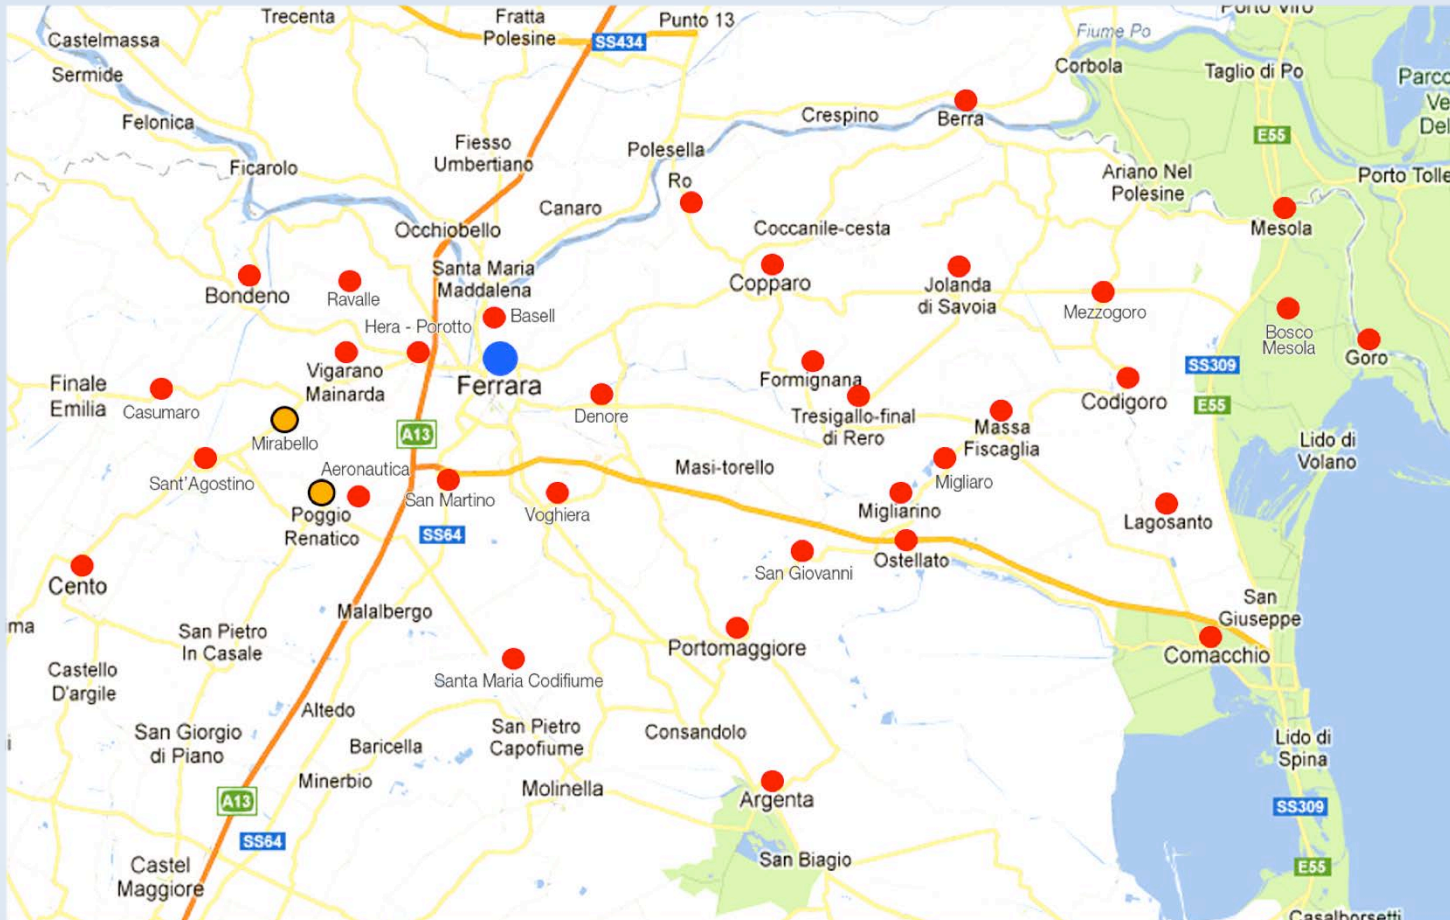 Trecenta
Fratta
Polesine
Punto 13
SS434
Castelmassa
Sermide
Felonica
Ficarolo
Fiesso
Umbertiano
Polesella
Crespino
Berra
Fiume Po
Corbola
Porto Viro
Taglio di Po
Parco
Ve
Del
E55
Ariano Nel
Polesine
Porto Tolle
Ro
Canaro
Occhiobello
Coccanile-cesta
Mesola
Santa Maria
Maddalena
Bondeno
Ravalle
Copparo
Jolanda
di Savoia
Mezzogoro
Hera - Porotto
Basell
Bosco
Mesola
Goro
Vigarano
Mainarda
Ferrara
Formignana
SS309
Finale
Emilia
Casumaro
Denore
Tresigallo-final
di Rero
Codigoro
E55
Mirabello
A13
Massa
Fiscaglia
Lido di
Volano
Sant'Agostino
Aeronautica
San Martino
Masi-torello
Migliaro
Poggio
Renatico
Voghiera
Migliarino
Lagosanto
SS64
Ostellato
San Giovanni
Cento
Malalbergo
San
Giuseppe
ma
San Pietro
In Casale
Portomaggiore
Comacchio
Castello
D'argile
Santa Maria Codifiume
Altedo
San Giorgio
di Piano
Baricella
San Pietro
Capofiume
Consandolo
Lido di
Spina
i
Minerbio
Molinella
Argenta
A13
SS309
SS64
Castel
Maggiore
San Biagio
E55
Casalborsetti